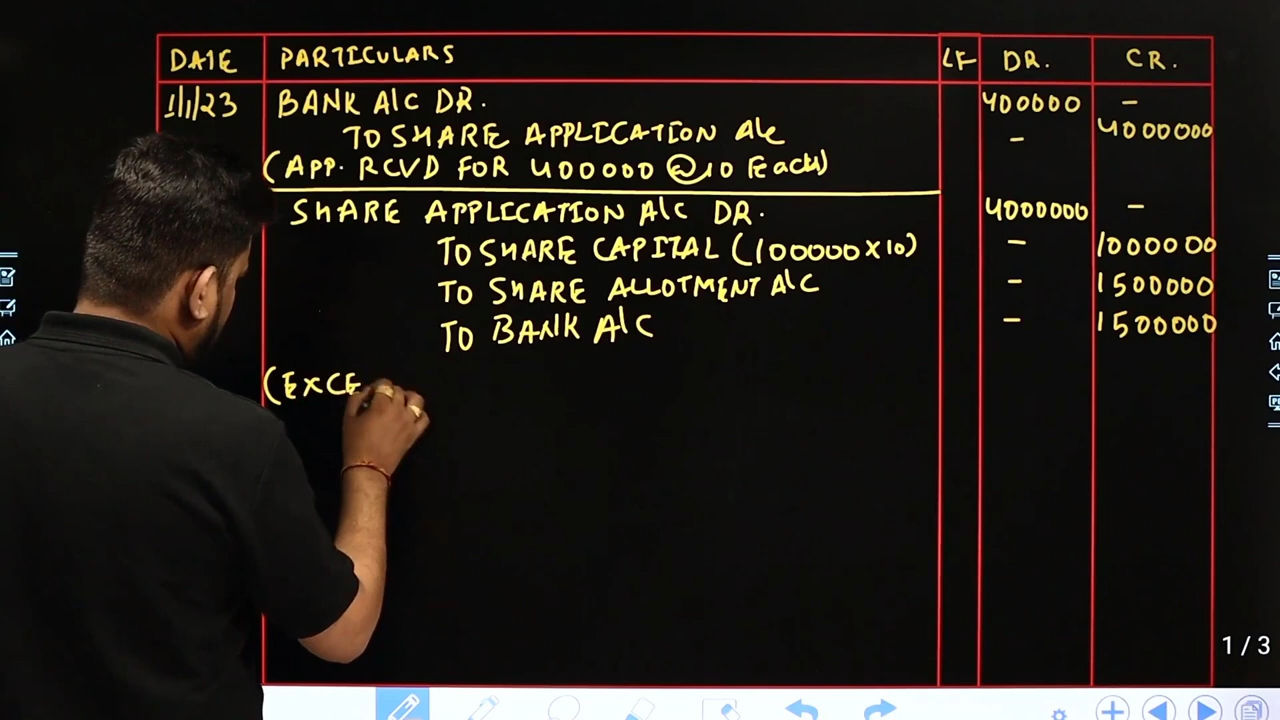 DATE PARTICULARS LF DR. CR.
1/1/23 BANK A/C DR. 400000 -
TO SHARE APPLICATION A/c - 4000000
(APP. RCVD FOR 400000 @10 Each)
SHARE APPLICATION A/C DR. 4000000 -
TO SHARE CAPITAL (100000×10) - 1000000
TO SHARE ALLOTMENT A/C - 1500000
TO BANK A/C - 1500000
(EXCE
1/3